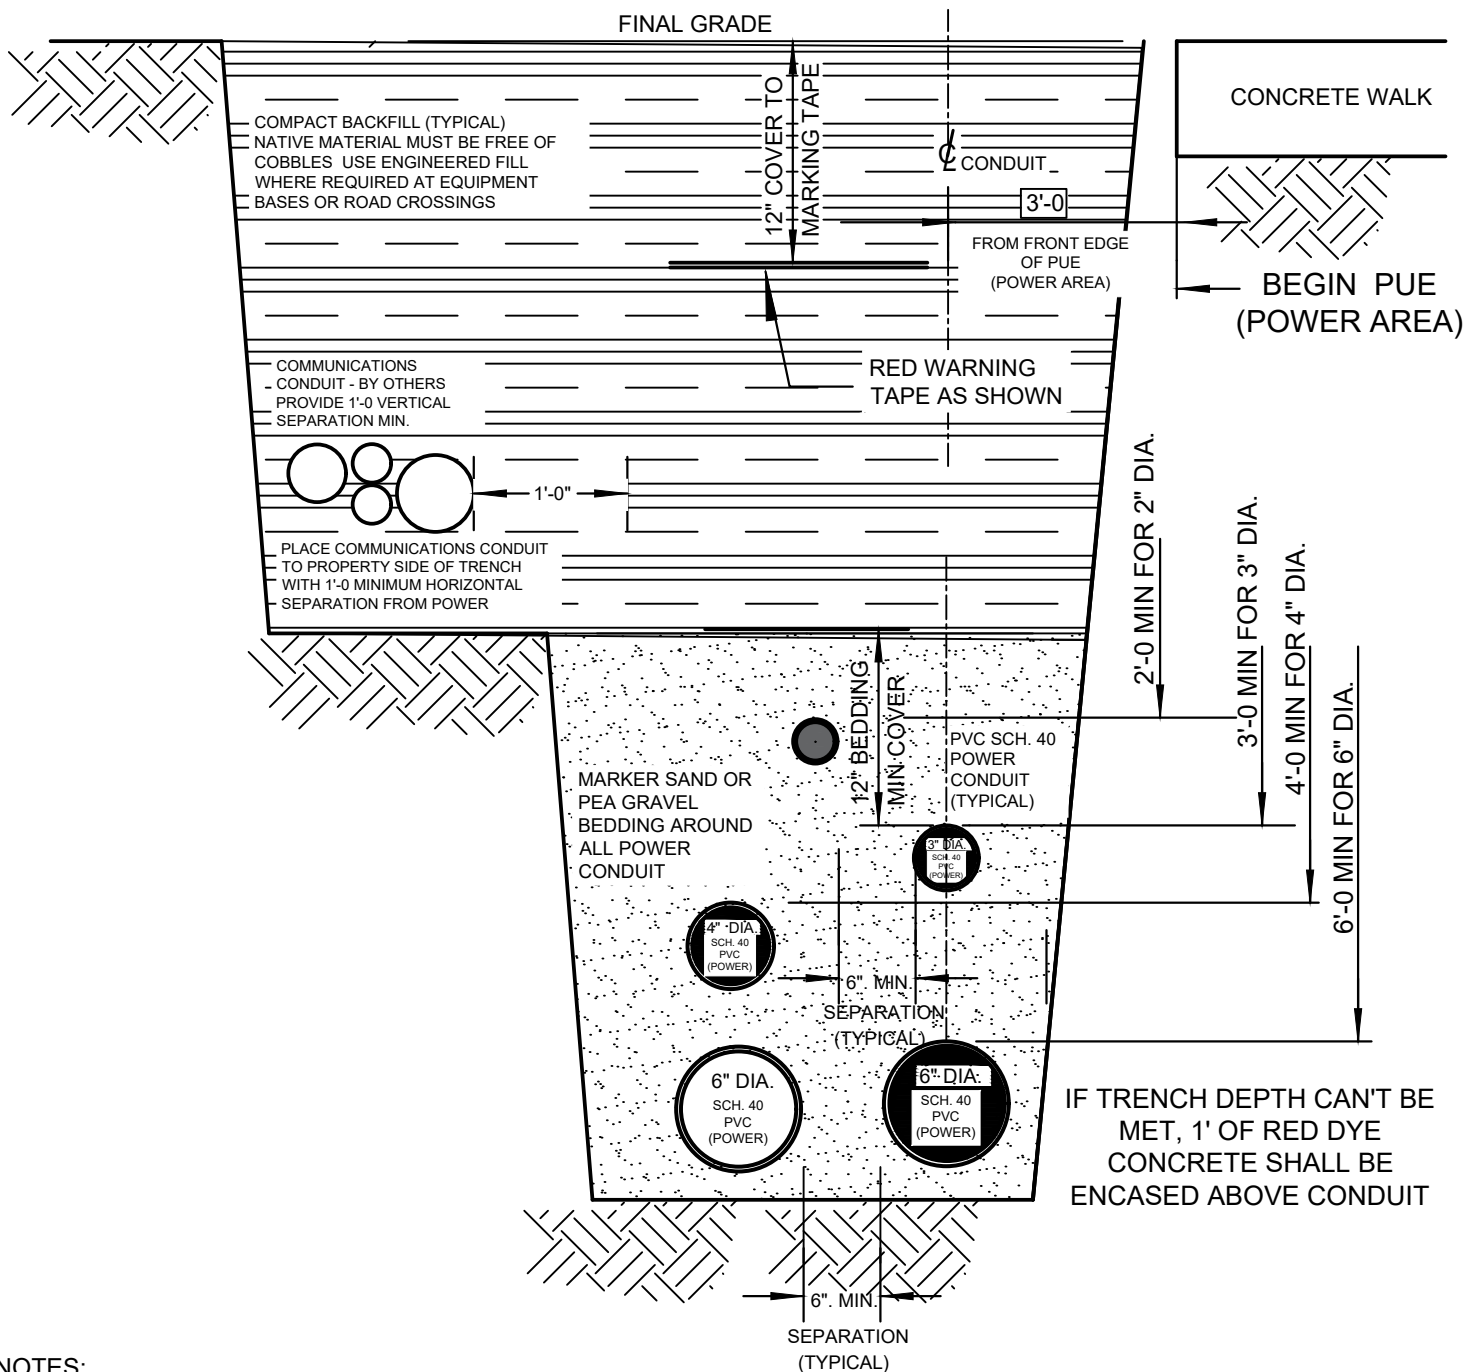 FINAL GRADE
CONCRETE WALK
COMPACT BACKFILL (TYPICAL)
NATIVE MATERIAL MUST BE FREE OF
COBBLES  USE ENGINEERED FILL
WHERE REQUIRED AT EQUIPMENT
BASES OR ROAD CROSSINGS
12" COVER TO
MARKING TAPE
℄ CONDUIT
3'-0
FROM FRONT EDGE
OF PUE
(POWER AREA)
BEGIN  PUE
(POWER AREA)
RED WARNING
TAPE AS SHOWN
COMMUNICATIONS
CONDUIT - BY OTHERS
PROVIDE 1'-0 VERTICAL
SEPARATION MIN.
1'-0"
PLACE COMMUNICATIONS CONDUIT
TO PROPERTY SIDE OF TRENCH
WITH 1'-0 MINIMUM HORIZONTAL
SEPARATION FROM POWER
2'-0 MIN FOR 2" DIA.
3'-0 MIN FOR 3" DIA.
4'-0 MIN FOR 4" DIA.
6'-0 MIN FOR 6" DIA.
12" BEDDING
MIN COVER
PVC SCH. 40
POWER
CONDUIT
(TYPICAL)
MARKER SAND OR
PEA GRAVEL
BEDDING AROUND
ALL POWER
CONDUIT
3" DIA.
SCH. 40
PVC
(POWER)
4" DIA.
SCH. 40
PVC
(POWER)
6". MIN.
SEPARATION
(TYPICAL)
6" DIA.
SCH. 40
PVC
(POWER)
6" DIA.
SCH. 40
PVC
(POWER)
IF TRENCH DEPTH CAN'T BE
MET, 1' OF RED DYE
CONCRETE SHALL BE
ENCASED ABOVE CONDUIT
6". MIN.
SEPARATION
(TYPICAL)
NOTES: